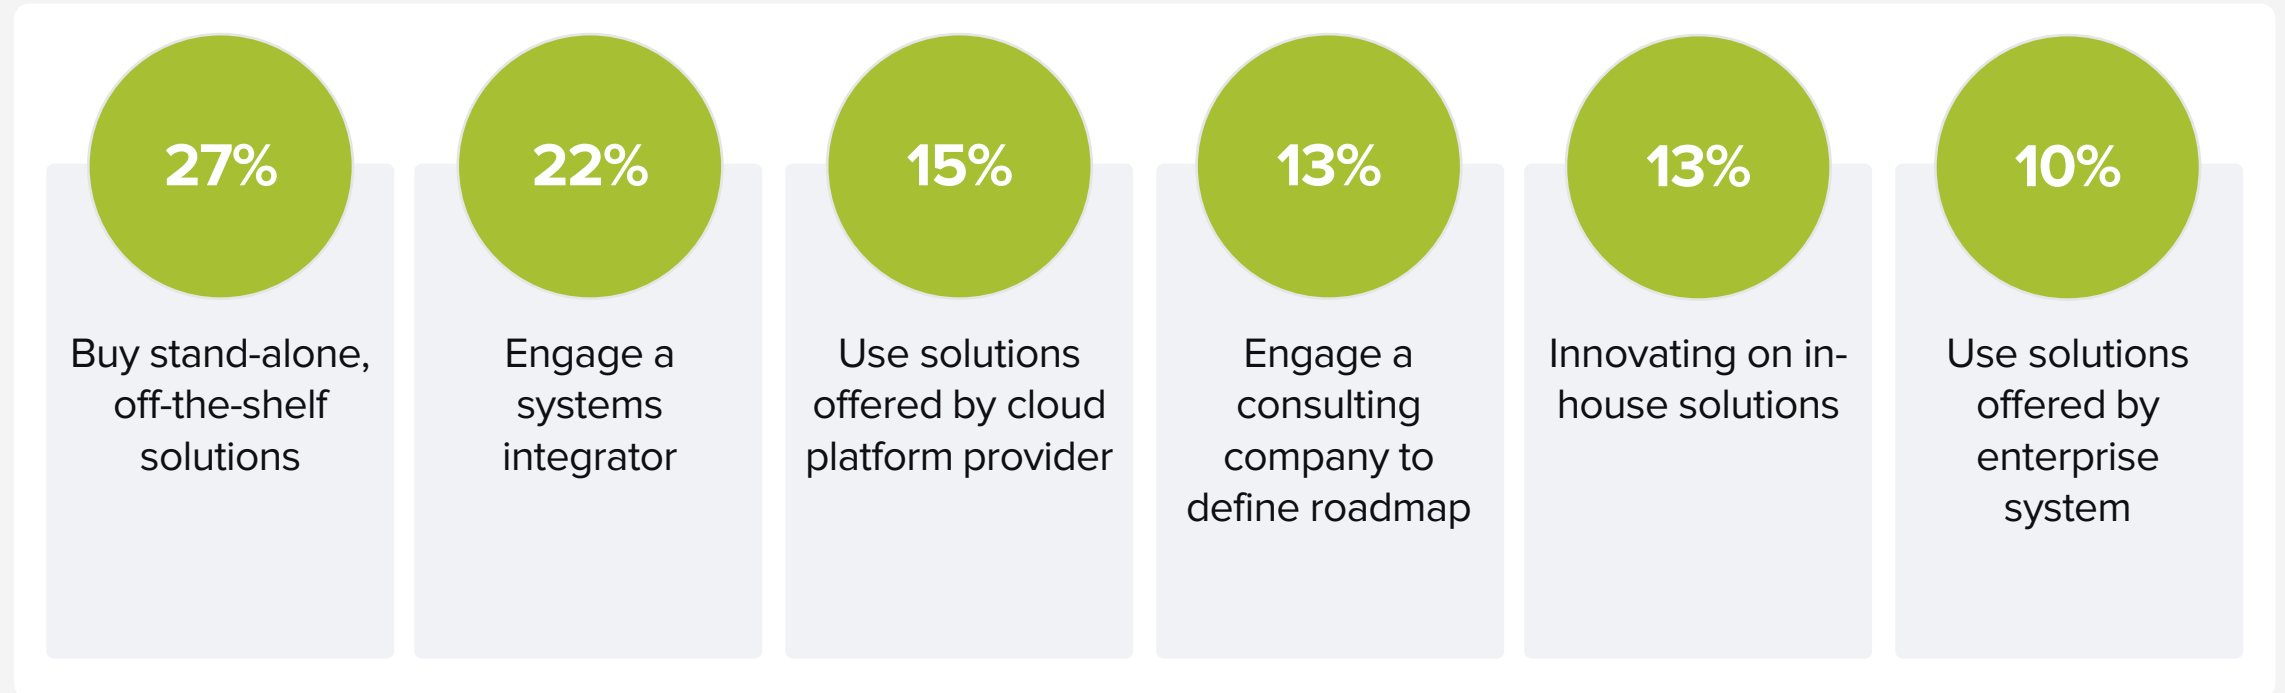 27%
Buy stand-alone,
off-the-shelf
solutions
22%
Engage a
systems
integrator
15%
Use solutions
offered by cloud
platform provider
13%
Engage a
consulting
company to
define roadmap
13%
Innovating on in-
house solutions
10%
Use solutions
offered by
enterprise
system